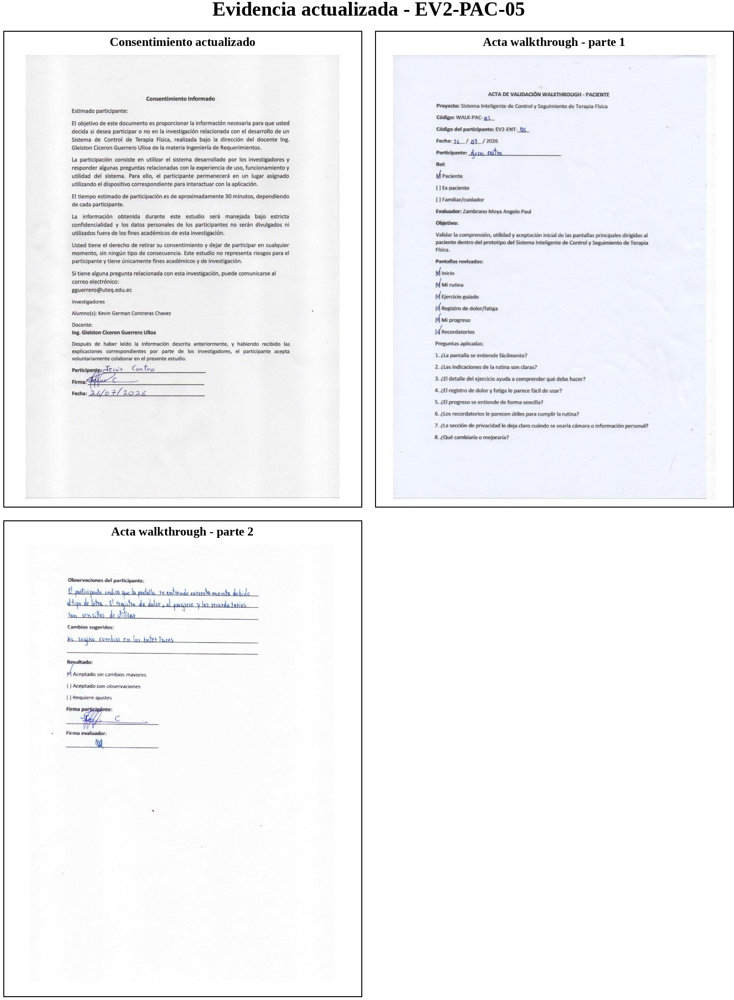 Evidencia actualizada - EV2-PAC-05
Consentimiento actualizado
Consentimiento Informado
Estimado participante:
El objetivo de este documento es proporcionar la información necesaria para que usted
decida si desea participar o no en la investigación relacionada con el desarrollo de un
Sistema de Control de Terapia Física, realizada bajo la dirección del docente Ing.
Gleiston Ciceron Guerrero Ulloa de la materia Ingeniería de Requerimientos.
La participación consiste en utilizar el sistema desarrollado por los investigadores y
responder algunas preguntas relacionadas con la experiencia de uso, funcionamiento y
utilidad del sistema. Para ello, el participante permanecerá en un lugar asignado
utilizando el dispositivo correspondiente para interactuar con la aplicación.
El tiempo estimado de participación es de aproximadamente 30 minutos, dependiendo
de cada participante.
La información obtenida durante este estudio será manejada bajo estricta
confidencialidad y los datos personales de los participantes no serán divulgados ni
utilizados fuera de los fines académicos de esta investigación.
Usted tiene el derecho de retirar su consentimiento y dejar de participar en cualquier
momento, sin ningún tipo de consecuencia. Este estudio no representa riesgos para el
participante y tiene únicamente fines académicos y de investigación.
Si tiene alguna pregunta relacionada con esta investigación, puede comunicarse al
correo electrónico:
gguerrero@uteq.edu.ec
Investigadores
Alumno(s): Kevin German Contreras Chavez
Docente:
Ing. Gleiston Ciceron Guerrero Ulloa
Después de haber leído la información descrita anteriormente, y habiendo recibido las
explicaciones correspondientes por parte de los investigadores, el participante acepta
voluntariamente colaborar en el presente estudio.
Participante: Jesús Castro
Firma: C
Fecha: 26/07/2026
Acta walkthrough - parte 1
ACTA DE VALIDACIÓN WALKTHROUGH - PACIENTE
Proyecto: Sistema Inteligente de Control y Seguimiento de Terapia Física
Código: WALK-PAC-05
Código del participante: EV2-ENT-05
Fecha: 26 / 07 / 2026
Participante: Jesus castro
Rol:
[✓] Paciente
[ ] Ex paciente
[ ] Familiar/cuidador
Evaluador: Zambrano Moya Angelo Paul
Objetivo:
Validar la comprensión, utilidad y aceptación inicial de las pantallas principales dirigidas al
paciente dentro del prototipo del Sistema Inteligente de Control y Seguimiento de Terapia
Física.
Pantallas revisadas:
[✓] Inicio
[✓] Mi rutina
[✓] Ejercicio guiado
[✓] Registro de dolor/fatiga
[✓] Mi progreso
[✓] Recordatorios
Preguntas aplicadas:
1. ¿La pantalla se entiende fácilmente?
2. ¿Las indicaciones de la rutina son claras?
3. ¿El detalle del ejercicio ayuda a comprender qué debe hacer?
4. ¿El registro de dolor y fatiga le parece fácil de usar?
5. ¿El progreso se entiende de forma sencilla?
6. ¿Los recordatorios le parecen útiles para cumplir la rutina?
7. ¿La sección de privacidad le deja claro cuándo se usaría cámara o información personal?
8. ¿Qué cambiaría o mejoraría?
Acta walkthrough - parte 2
Observaciones del participante:
El participante indico que la pantalla se entiende correctamente debido
al tipo de letra. El registro de dolor, el progreso y los recordatorios
son sencillos de utilizar
Cambios sugeridos:
No cambios en las interfaces
Resultado:
[✓] Aceptado sin cambios mayores
[ ] Aceptado con observaciones
[ ] Requiere ajustes
Firma participante:
C
Firma evaluador: